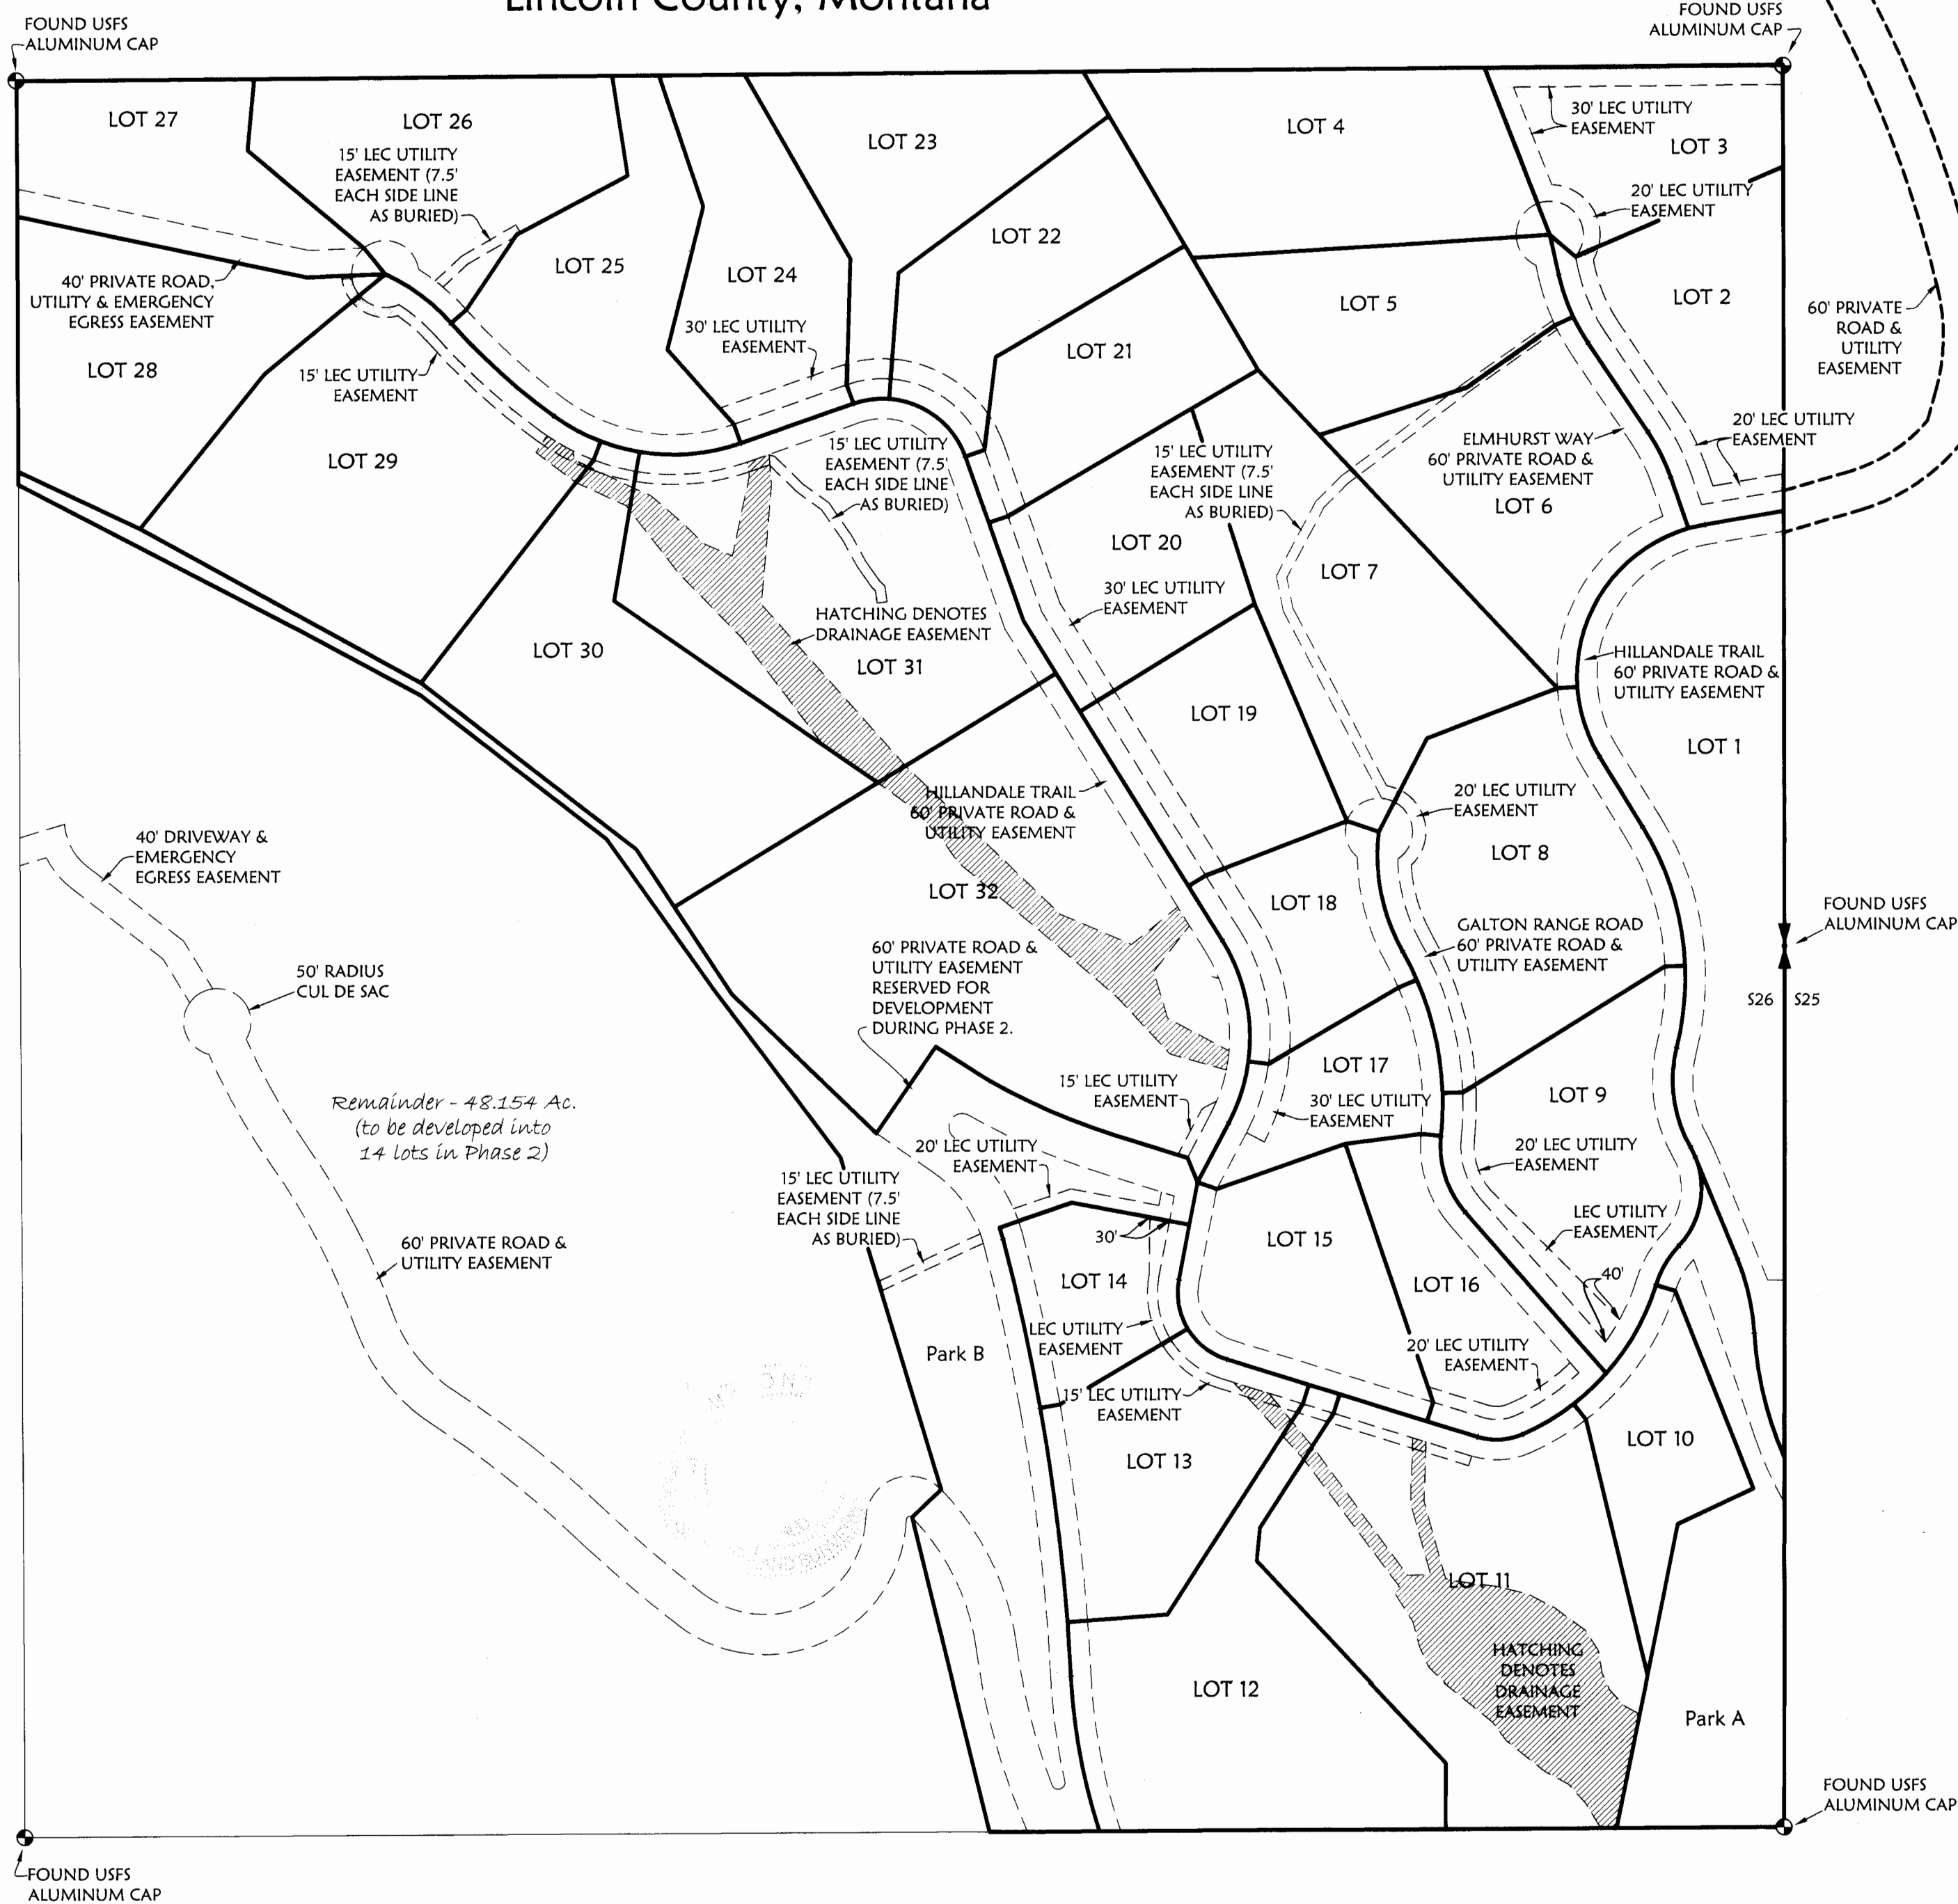 Lincoln County, Montana
FOUND USFS
ALUMINUM CAP
FOUND USFS
ALUMINUM CAP
LOT 27
LOT 26
15' LEC UTILITY
EASEMENT (7.5'
EACH SIDE LINE
AS BURIED)
LOT 23
LOT 4
30' LEC UTILITY
EASEMENT
LOT 3
20' LEC UTILITY
EASEMENT
LOT 22
LOT 25
LOT 24
40' PRIVATE ROAD,
UTILITY & EMERGENCY
EGRESS EASEMENT
LOT 5
LOT 2
60' PRIVATE
ROAD &
UTILITY
EASEMENT
30' LEC UTILITY
EASEMENT
LOT 21
LOT 28
15' LEC UTILITY
EASEMENT
20' LEC UTILITY
EASEMENT
LOT 29
15' LEC UTILITY
EASEMENT (7.5'
EACH SIDE LINE
AS BURIED)
15' LEC UTILITY
EASEMENT (7.5'
EACH SIDE LINE
AS BURIED)
ELMHURST WAY
60' PRIVATE ROAD &
UTILITY EASEMENT
LOT 6
LOT 20
LOT 7
30' LEC UTILITY
EASEMENT
HATCHING DENOTES
DRAINAGE EASEMENT
LOT 30
LOT 31
HILLANDALE TRAIL
60' PRIVATE ROAD &
UTILITY EASEMENT
LOT 19
LOT 1
HILLANDALE TRAIL
60' PRIVATE ROAD &
UTILITY EASEMENT
20' LEC UTILITY
EASEMENT
40' DRIVEWAY &
EMERGENCY
EGRESS EASEMENT
LOT 8
LOT 32
LOT 18
FOUND USFS
ALUMINUM CAP
GALTON RANGE ROAD
60' PRIVATE ROAD &
UTILITY EASEMENT
60' PRIVATE ROAD &
UTILITY EASEMENT
RESERVED FOR
DEVELOPMENT
DURING PHASE 2.
50' RADIUS
CUL DE SAC
S26
S25
LOT 17
15' LEC UTILITY
EASEMENT
30' LEC UTILITY
EASEMENT
LOT 9
Remainder - 48.154 Ac.
(to be developed into
14 lots in Phase 2)
20' LEC UTILITY
EASEMENT
20' LEC UTILITY
EASEMENT
15' LEC UTILITY
EASEMENT (7.5'
EACH SIDE LINE
AS BURIED)
LEC UTILITY
EASEMENT
30'
LOT 15
60' PRIVATE ROAD &
UTILITY EASEMENT
LOT 14
LOT 16
40'
LEC UTILITY
EASEMENT
20' LEC UTILITY
EASEMENT
Park B
15' LEC UTILITY
EASEMENT
LOT 13
LOT 10
LOT 11
HATCHING
DENOTES
DRAINAGE
EASEMENT
LOT 12
Park A
FOUND USFS
ALUMINUM CAP
FOUND USFS
ALUMINUM CAP